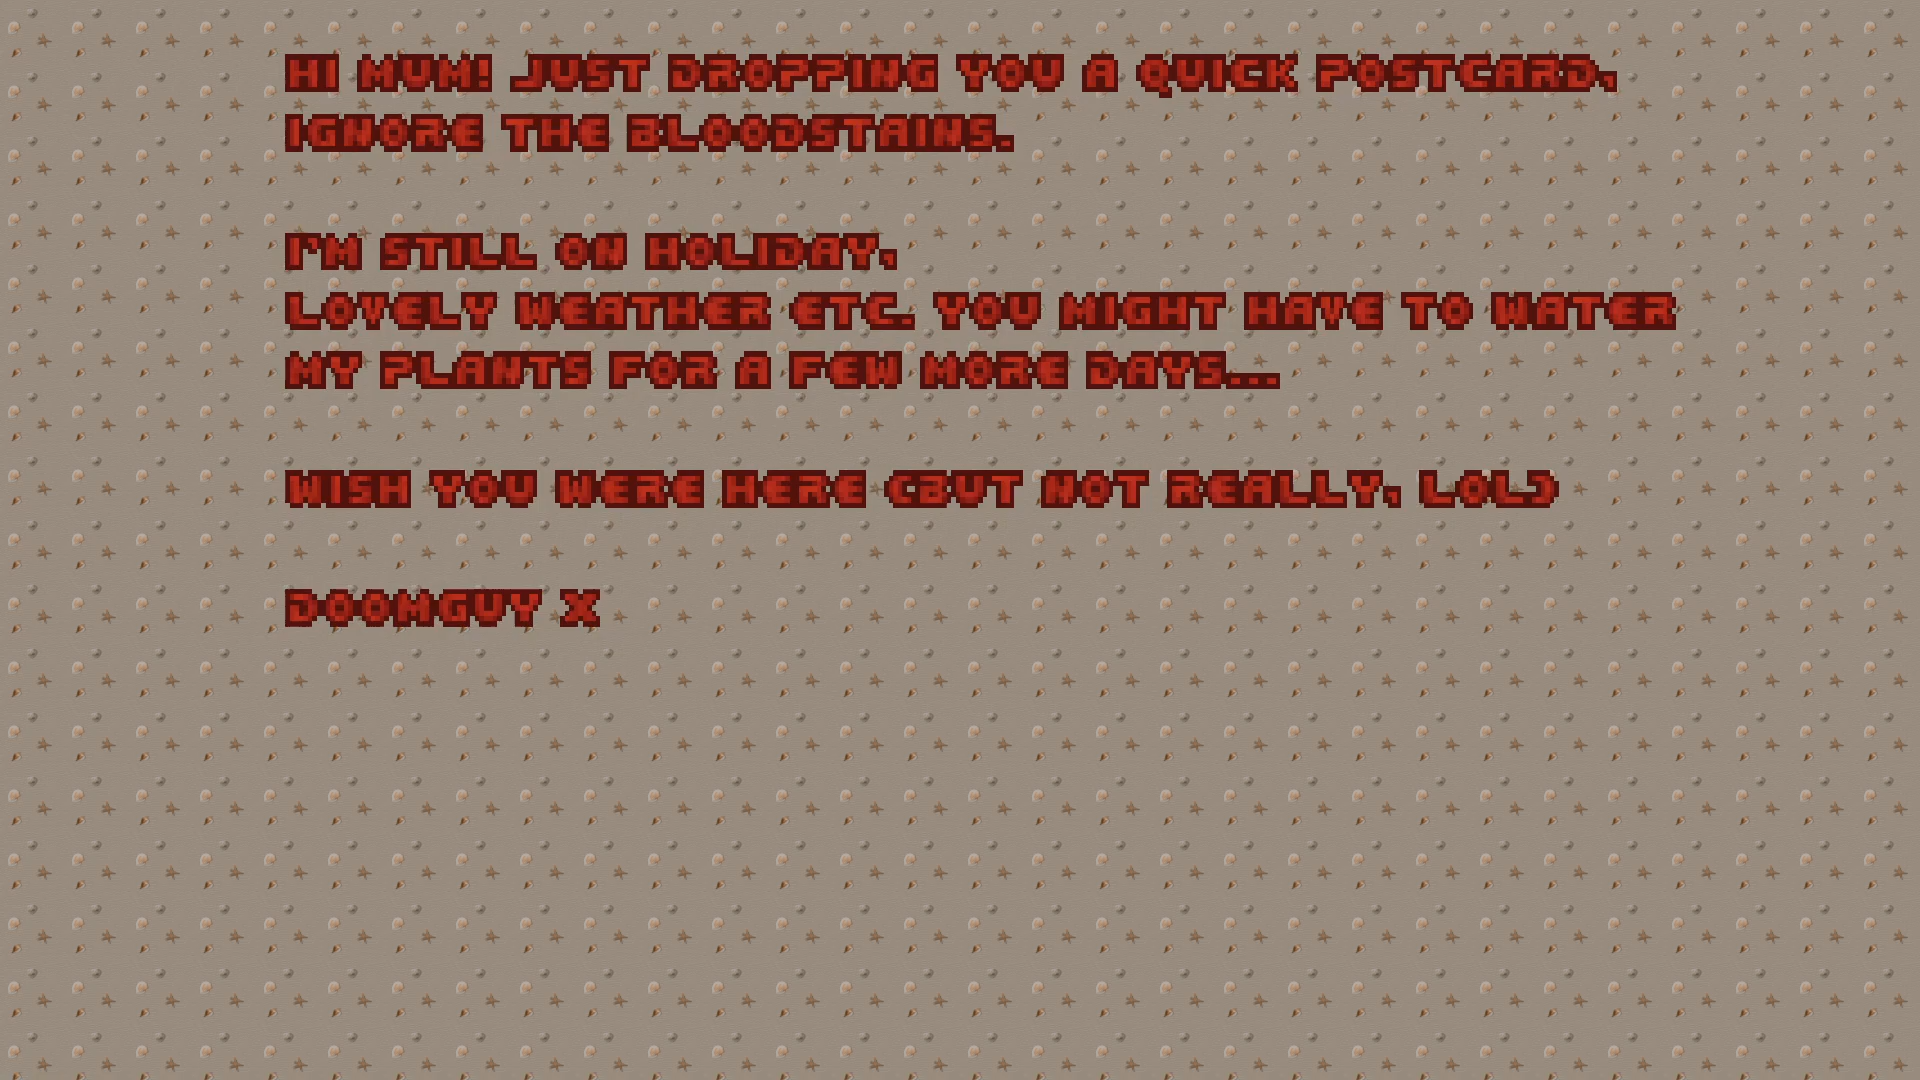 HI MUM! JUST DROPPING YOU A QUICK POSTCARD,
IGNORE THE BLOODSTAINS.
I'M STILL ON HOLIDAY,
LOVELY WEATHER ETC. YOU MIGHT HAVE TO WATER
MY PLANTS FOR A FEW MORE DAYS...
WISH YOU WERE HERE (BUT NOT REALLY, LOL)
DOOMGUY X